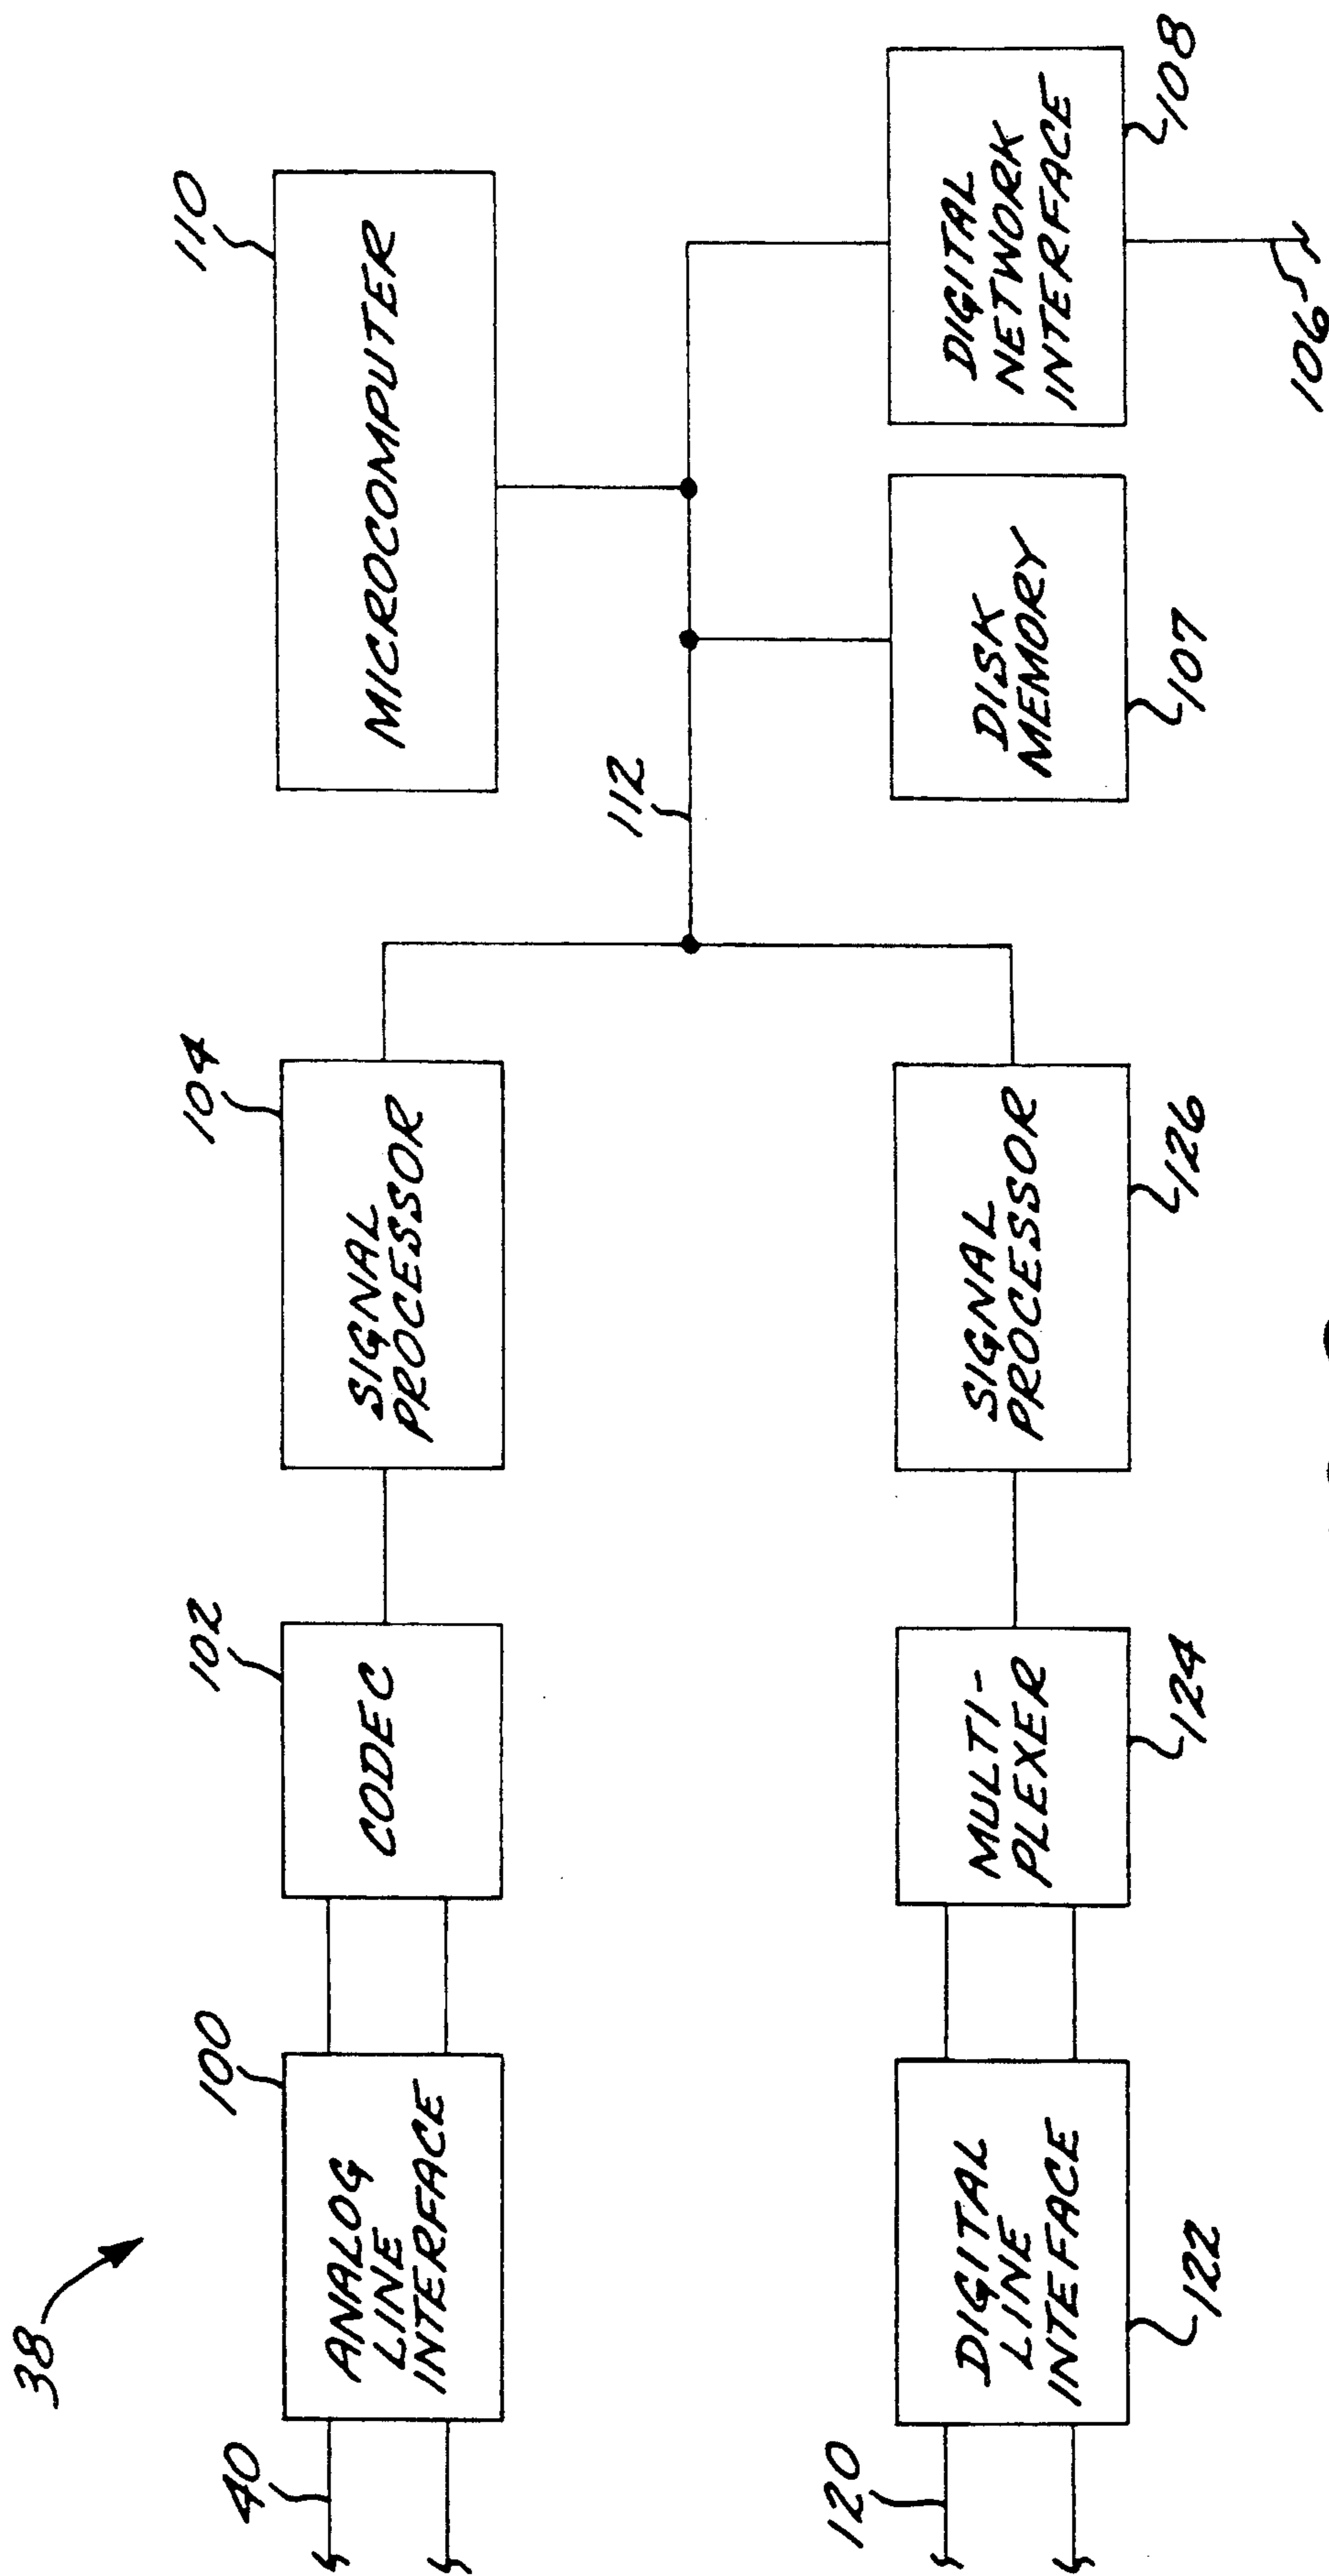 38
40
100
ANALOG
LINE
INTERFACE
102
CODEC
104
SIGNAL
PROCESSOR
110
MICROCOMPUTER
112
120
DIGITAL
LINE
INTERFACE
122
MULTI-
PLEXER
124
SIGNAL
PROCESSOR
126
DISK
MEMORY
107
DIGITAL
NETWORK
INTERFACE
108
106